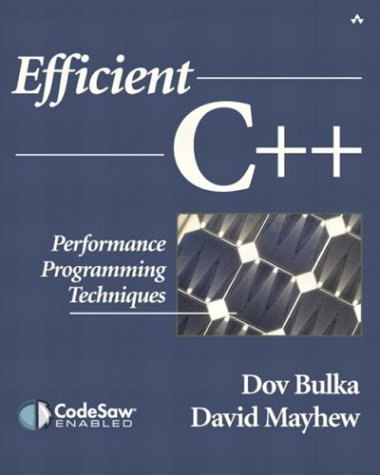 Efficient
C++
Performance
Programming
Techniques
Dov Bulka
David Mayhew
CodeSaw®
ENABLED